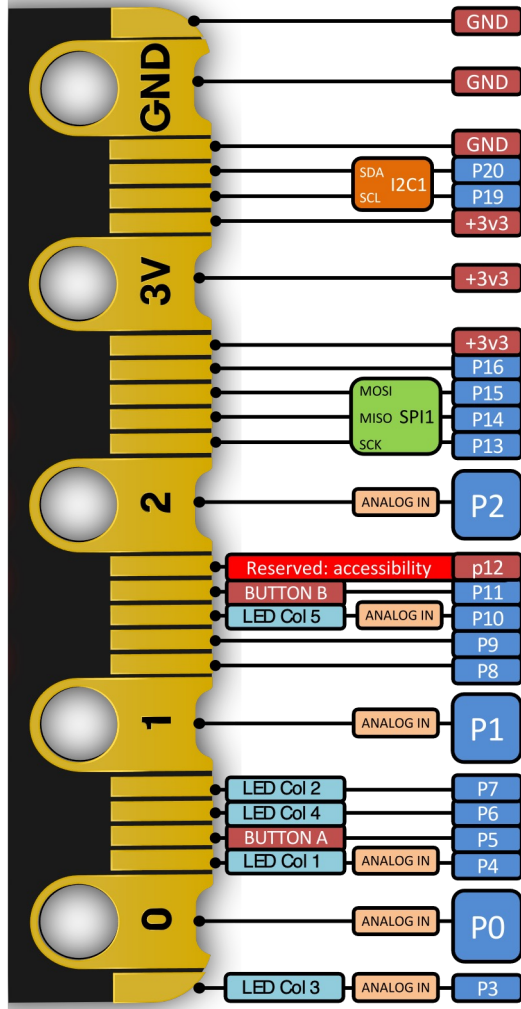 GND
GND
GND
GND
SDA I2C1 P20
SCL P19
+3v3
3V +3v3
+3v3
P16
MOSI P15
MISO SPI1 P14
SCK P13
2 ANALOG IN P2
Reserved: accessibility p12
BUTTON B P11
LED Col 5 ANALOG IN P10
P9
P8
1 ANALOG IN P1
LED Col 2 P7
LED Col 4 P6
BUTTON A P5
LED Col 1 ANALOG IN P4
0 ANALOG IN P0
LED Col 3 ANALOG IN P3